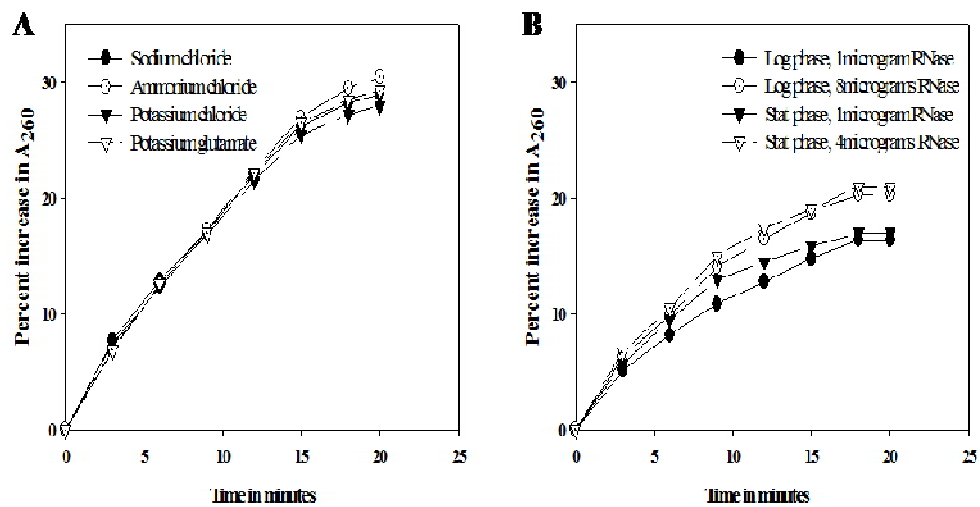 A
Percent increase in A260
Sodium chloride
Ammonium chloride
Potassium chloride
Potassium glutamate
30
20
10
0
0 5 10 15 20 25
Time in minutes
B
Percent increase in A260
Log phase, 1 microgram RNase
Log phase, 8 micrograms RNase
Stat phase, 1 microgram RNase
Stat phase, 4 micrograms RNase
30
20
10
0
0 5 10 15 20 25
Time in minutes